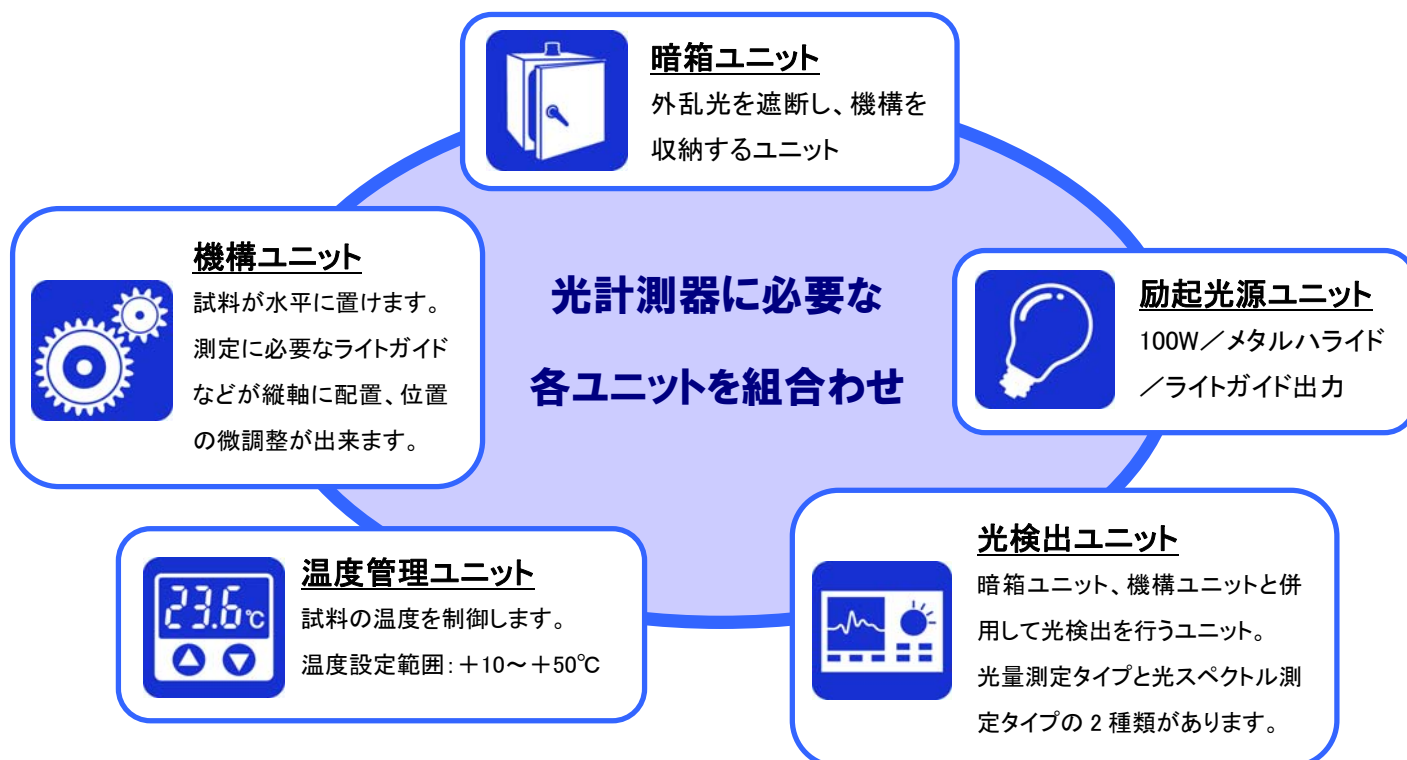 暗箱ユニット
外乱光を遮断し、機構を
収納するユニット
機構ユニット
試料が水平に置けます。
測定に必要なライトガイド
などが縦軸に配置、位置
の微調整が出来ます。
光計測器に必要な
各ユニットを組合わせ
励起光源ユニット
100W／メタルハライド
／ライトガイド出力
温度管理ユニット
試料の温度を制御します。
温度設定範囲：＋10～＋50℃
23.6℃
光検出ユニット
暗箱ユニット、機構ユニットと併
用して光検出を行うユニット。
光量測定タイプと光スペクトル測
定タイプの 2 種類があります。